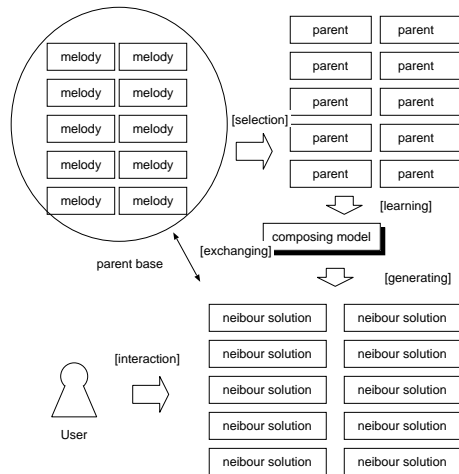 melody melody
melody melody
melody melody
melody melody
melody melody
parent base
[selection]
parent parent
parent parent
parent parent
parent parent
parent parent
[learning]
composing model
[exchanging]
[generating]
neibour solution neibour solution
neibour solution neibour solution
neibour solution neibour solution
neibour solution neibour solution
neibour solution neibour solution
[interaction]
User